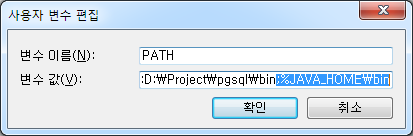 사용자 변수 편집
변수 이름(N): PATH
변수 값(V): :D:₩Project₩pgsql₩bin;%JAVA_HOME₩bin
확인 취소